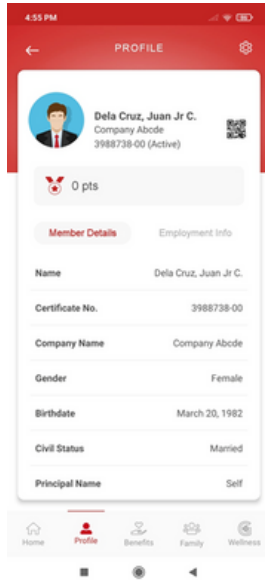 4:55 PM
PROFILE
Dela Cruz, Juan Jr C.
Company Abcde
3988738-00 (Active)
0 pts
Member Details Employment Info
Name Dela Cruz, Juan Jr C.
Certificate No. 3988738-00
Company Name Company Abcde
Gender Female
Birthdate March 20, 1982
Civil Status Married
Principal Name Self
Home Profile Benefits Family Wellness